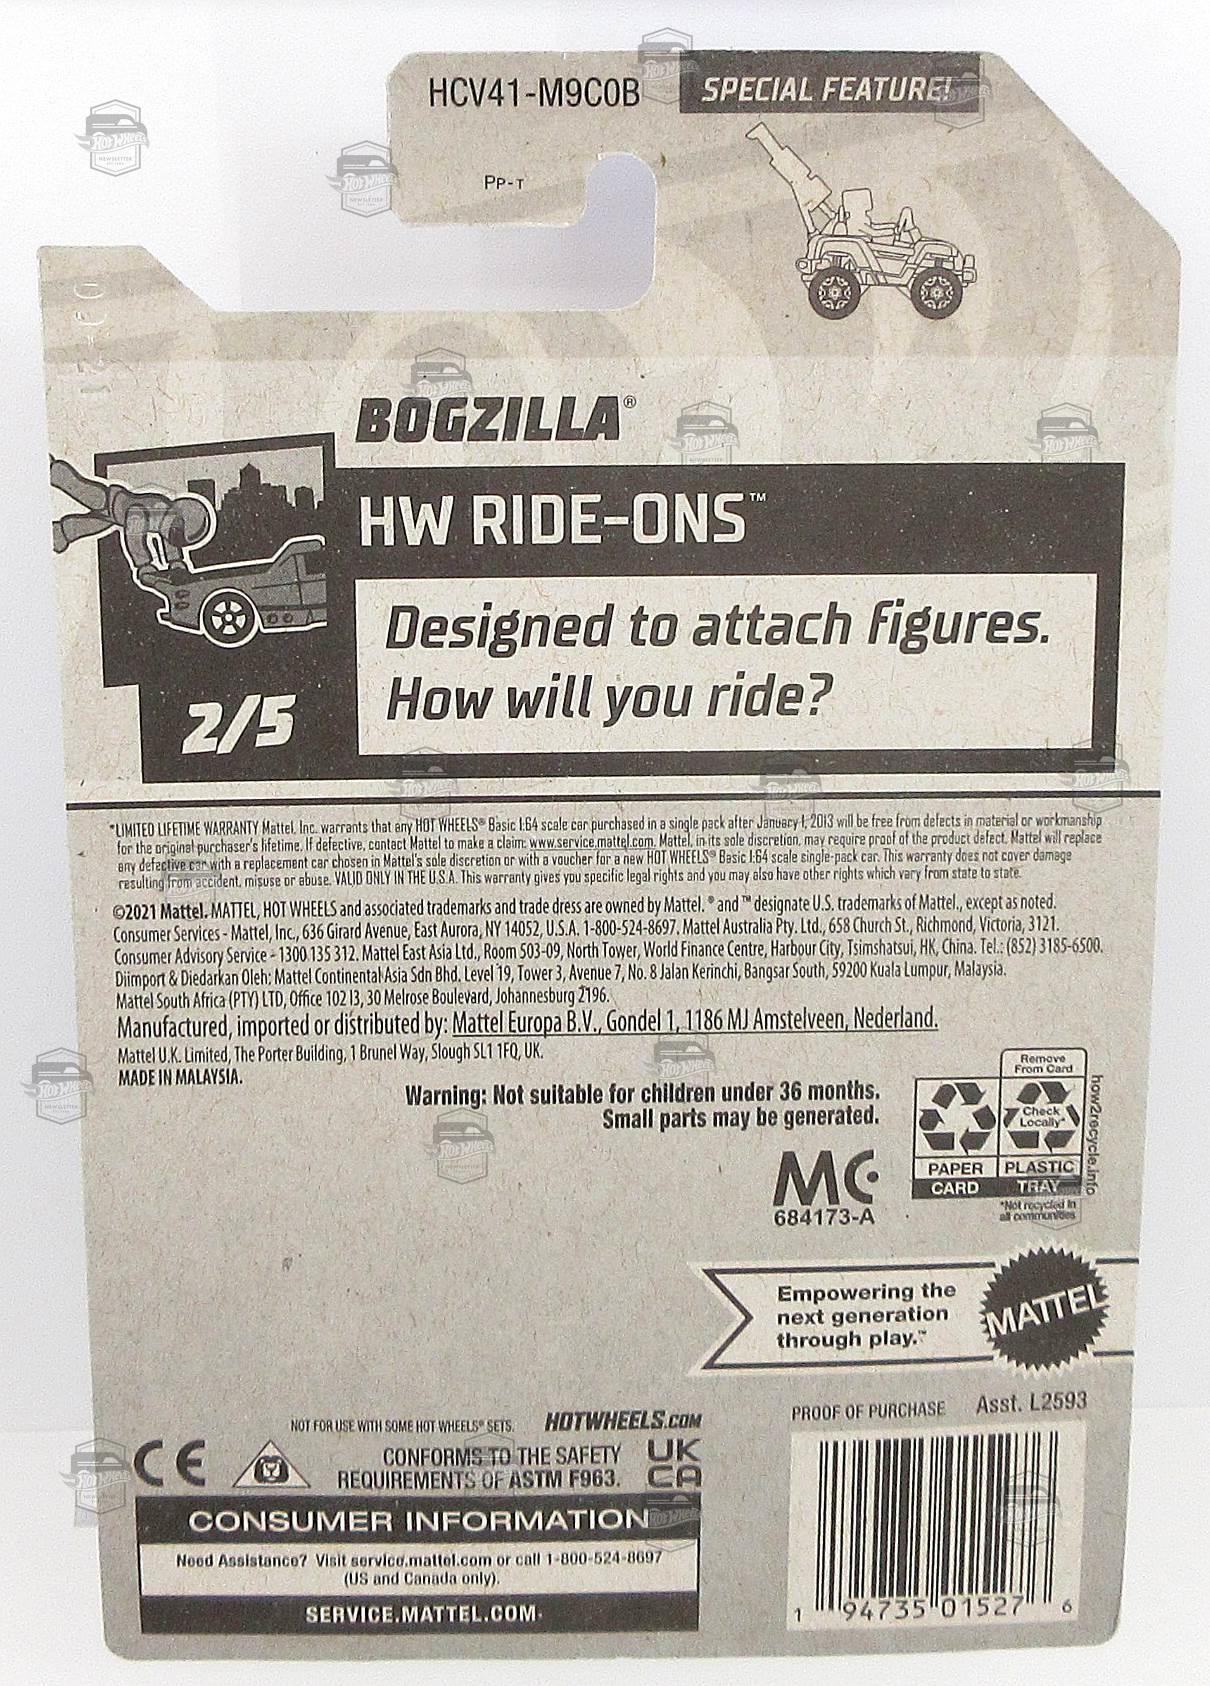 HCV41-M9C0B
SPECIAL FEATURE!
PP-T
BOGZILLA®
HW RIDE-ONS™
Designed to attach figures.
How will you ride?
2/5
*LIMITED LIFETIME WARRANTY Mattel, Inc. warrants that any HOT WHEELS® Basic 1:64 scale car purchased in a single pack after January 1, 2013 will be free from defects in material or workmanship
for the original purchaser's lifetime. If defective, contact Mattel to make a claim: www.service.mattel.com. Mattel, in its sole discretion, may require proof of the product defect. Mattel will replace
any defective car with a replacement car chosen in Mattel's sole discretion or with a voucher for a new HOT WHEELS® Basic 1:64 scale single-pack car. This warranty does not cover damage
resulting from accident, misuse or abuse. VALID ONLY IN THE U.S.A. This warranty gives you specific legal rights and you may also have other rights which vary from state to state.
©2021 Mattel. MATTEL, HOT WHEELS and associated trademarks and trade dress are owned by Mattel. ® and ™ designate U.S. trademarks of Mattel., except as noted.
Consumer Services - Mattel, Inc., 636 Girard Avenue, East Aurora, NY 14052, U.S.A. 1-800-524-8697. Mattel Australia Pty. Ltd., 658 Church St., Richmond, Victoria, 3121.
Consumer Advisory Service - 1300 135 312. Mattel East Asia Ltd., Room 503-09, North Tower, World Finance Centre, Harbour City, Tsimshatsui, HK, China. Tel.: (852) 3185-6500.
Diimport & Diedarkan Oleh: Mattel Continental Asia Sdn Bhd. Level 19, Tower 3, Avenue 7, No. 8 Jalan Kerinchi, Bangsar South, 59200 Kuala Lumpur, Malaysia.
Mattel South Africa (PTY) LTD, Office 102 I3, 30 Melrose Boulevard, Johannesburg 2196.
Manufactured, imported or distributed by: Mattel Europa B.V., Gondel 1, 1186 MJ Amstelveen, Nederland.
Mattel U.K. Limited, The Porter Building, 1 Brunel Way, Slough SL1 1FQ, UK.
MADE IN MALAYSIA.
Warning: Not suitable for children under 36 months.
Small parts may be generated.
MC
684173-A
Remove
From Card
Check
Locally*
PAPER
PLASTIC
CARD
TRAY
*Not recycled in
all communities
how2recycle.info
Empowering the
next generation
through play.™
MATTEL
NOT FOR USE WITH SOME HOT WHEELS® SETS.
HOTWHEELS.COM
CE
CONFORMS TO THE SAFETY
REQUIREMENTS OF ASTM F963.
UK
CA
CONSUMER INFORMATION
Need Assistance? Visit service.mattel.com or call 1-800-524-8697
(US and Canada only).
SERVICE.MATTEL.COM
PROOF OF PURCHASE
Asst. L2593
1 94735 01527 6